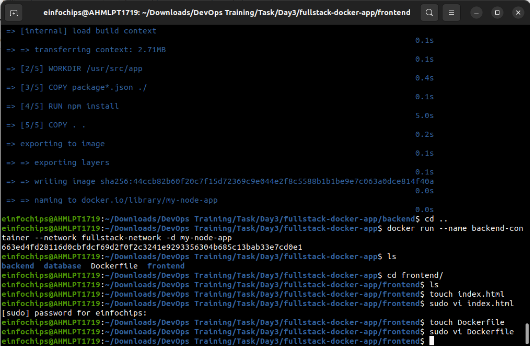 einfochips@AHMLPT1719: ~/Downloads/DevOps Training/Task/Day3/fullstack-docker-app/frontend
=> [internal] load build context
0.1s
=> => transferring context: 2.71MB
0.1s
=> [2/5] WORKDIR /usr/src/app
0.4s
=> [3/5] COPY package*.json ./
0.1s
=> [4/5] RUN npm install
5.0s
=> [5/5] COPY . .
0.2s
=> exporting to image
0.1s
=> => exporting layers
0.1s
=> => writing image sha256:44ccb82b60f20c7f15d72369c9e044e2f8c5588b1b1be9e7c063a0dce814f40a
0.0s
=> => naming to docker.io/library/my-node-app
0.0s
einfochips@AHMLPT1719:~/Downloads/DevOps Training/Task/Day3/fullstack-docker-app/backend$ cd ..
einfochips@AHMLPT1719:~/Downloads/DevOps Training/Task/Day3/fullstack-docker-app$ docker run --name backend-con
tainer --network fullstack-network -d my-node-app
663ed4fd28116d0cbfdcf69d2f0f2c3241e9293356304b685c13bab33e7cd0e1
einfochips@AHMLPT1719:~/Downloads/DevOps Training/Task/Day3/fullstack-docker-app$ ls
backend database Dockerfile frontend
einfochips@AHMLPT1719:~/Downloads/DevOps Training/Task/Day3/fullstack-docker-app$ cd frontend/
einfochips@AHMLPT1719:~/Downloads/DevOps Training/Task/Day3/fullstack-docker-app/frontend$ ls
einfochips@AHMLPT1719:~/Downloads/DevOps Training/Task/Day3/fullstack-docker-app/frontend$ touch index.html
einfochips@AHMLPT1719:~/Downloads/DevOps Training/Task/Day3/fullstack-docker-app/frontend$ sudo vi index.html
[sudo] password for einfochips:
einfochips@AHMLPT1719:~/Downloads/DevOps Training/Task/Day3/fullstack-docker-app/frontend$ touch Dockerfile
einfochips@AHMLPT1719:~/Downloads/DevOps Training/Task/Day3/fullstack-docker-app/frontend$ sudo vi Dockerfile
einfochips@AHMLPT1719:~/Downloads/DevOps Training/Task/Day3/fullstack-docker-app/frontend$